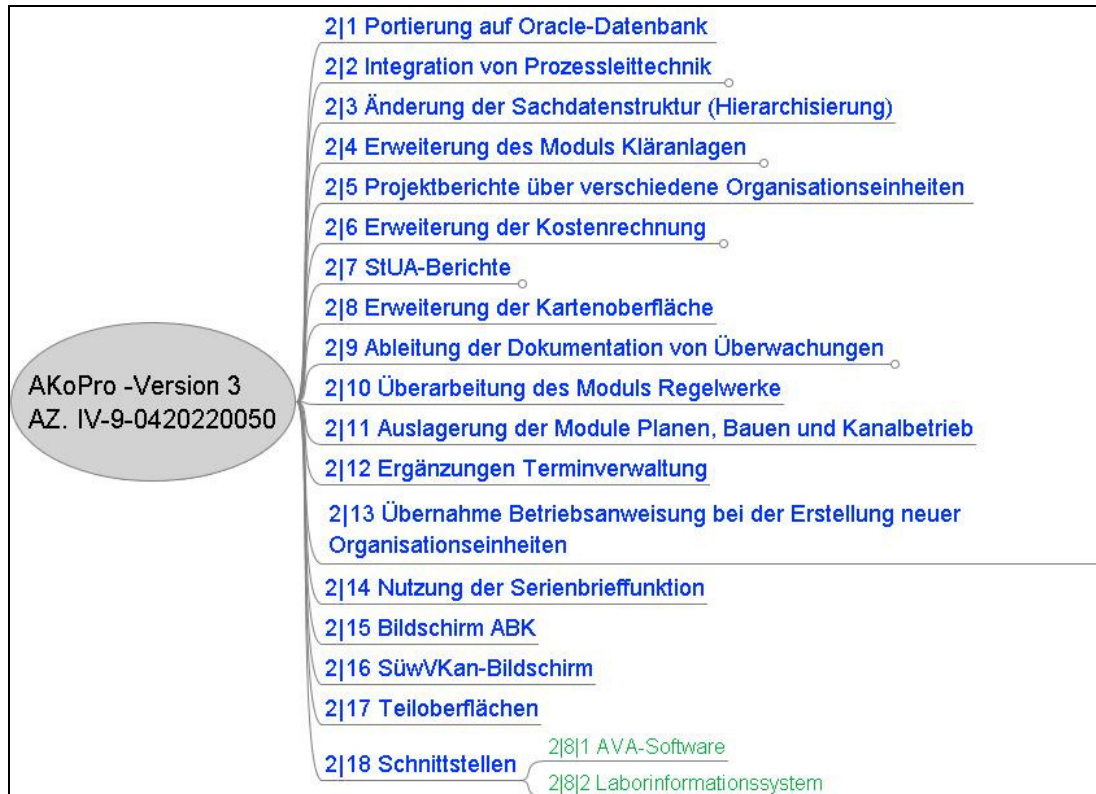 2|1 Portierung auf Oracle-Datenbank
2|2 Integration von Prozessleittechnik
2|3 Änderung der Sachdatenstruktur (Hierarchisierung)
2|4 Erweiterung des Moduls Kläranlagen
2|5 Projektberichte über verschiedene Organisationseinheiten
2|6 Erweiterung der Kostenrechnung
2|7 StUA-Berichte
2|8 Erweiterung der Kartenoberfläche
2|9 Ableitung der Dokumentation von Überwachungen
AKoPro -Version 3
AZ. IV-9-0420220050
2|10 Überarbeitung des Moduls Regelwerke
2|11 Auslagerung der Module Planen, Bauen und Kanalbetrieb
2|12 Ergänzungen Terminverwaltung
2|13 Übernahme Betriebsanweisung bei der Erstellung neuer
Organisationseinheiten
2|14 Nutzung der Serienbrieffunktion
2|15 Bildschirm ABK
2|16 SüwVKan-Bildschirm
2|17 Teiloberflächen
2|18 Schnittstellen
2|8|1 AVA-Software
2|8|2 Laborinformationssystem